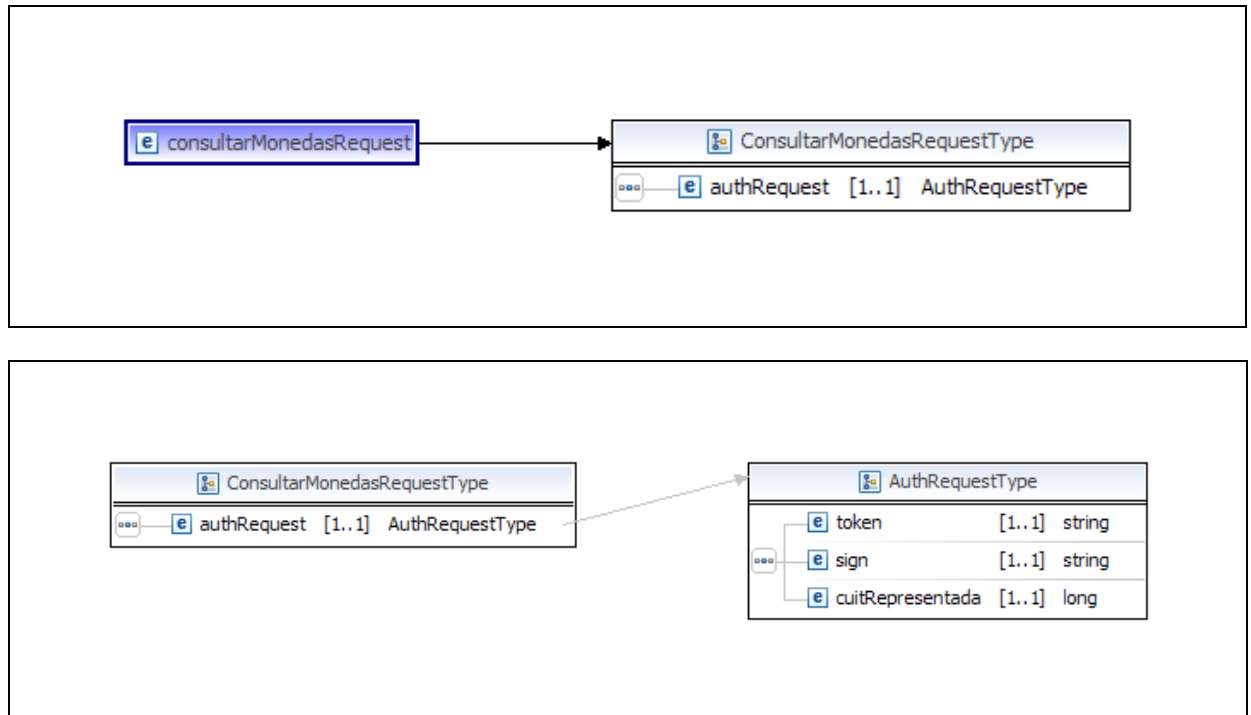 e consultarMonedasRequest
ConsultarMonedasRequestType
e authRequest [1..1] AuthRequestType
ConsultarMonedasRequestType
e authRequest [1..1] AuthRequestType
AuthRequestType
e token [1..1] string
e sign [1..1] string
e cuitRepresentada [1..1] long